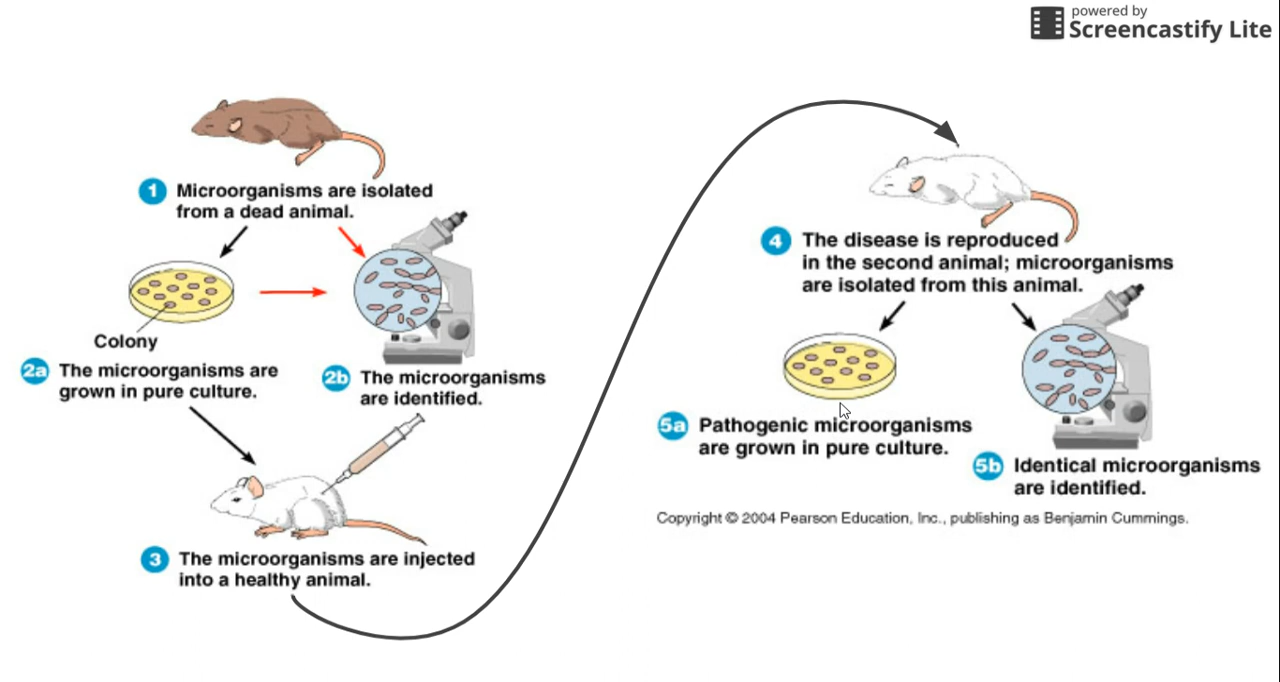 powered by
Screencastify Lite
1 Microorganisms are isolated
from a dead animal.
Colony
2a The microorganisms are
grown in pure culture.
2b The microorganisms
are identified.
3 The microorganisms are injected
into a healthy animal.
4 The disease is reproduced
in the second animal; microorganisms
are isolated from this animal.
5a Pathogenic microorganisms
are grown in pure culture.
5b Identical microorganisms
are identified.
Copyright © 2004 Pearson Education, Inc., publishing as Benjamin Cummings.